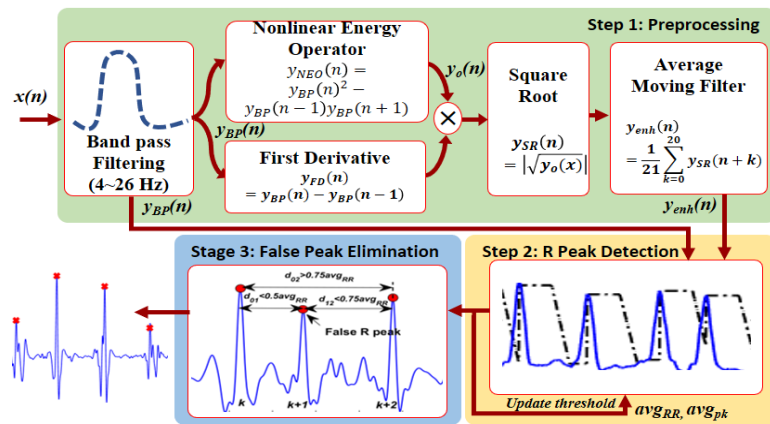 Step 1: Preprocessing
x(n)
Band pass
Filtering
(4~26 Hz)
y_BP(n)
y_BP(n)
Nonlinear Energy
Operator
y_NEO(n) =
y_BP(n)² −
y_BP(n−1)y_BP(n+1)
First Derivative
y_FD(n)
= y_BP(n) − y_BP(n−1)
y_o(n)
×
Square
Root
y_SR(n)
= |√y_o(x)|
Average
Moving Filter
y_enh(n)
= 1/21 ∑_{k=0}^{20} y_SR(n + k)
y_enh(n)
Step 2: R Peak Detection
Update threshold
avg_RR, avg_pk
Stage 3: False Peak Elimination
d_02>0.75avg_RR
d_01<0.5avg_RR
d_12<0.75avg_RR
False R peak
k
k+1
k+2